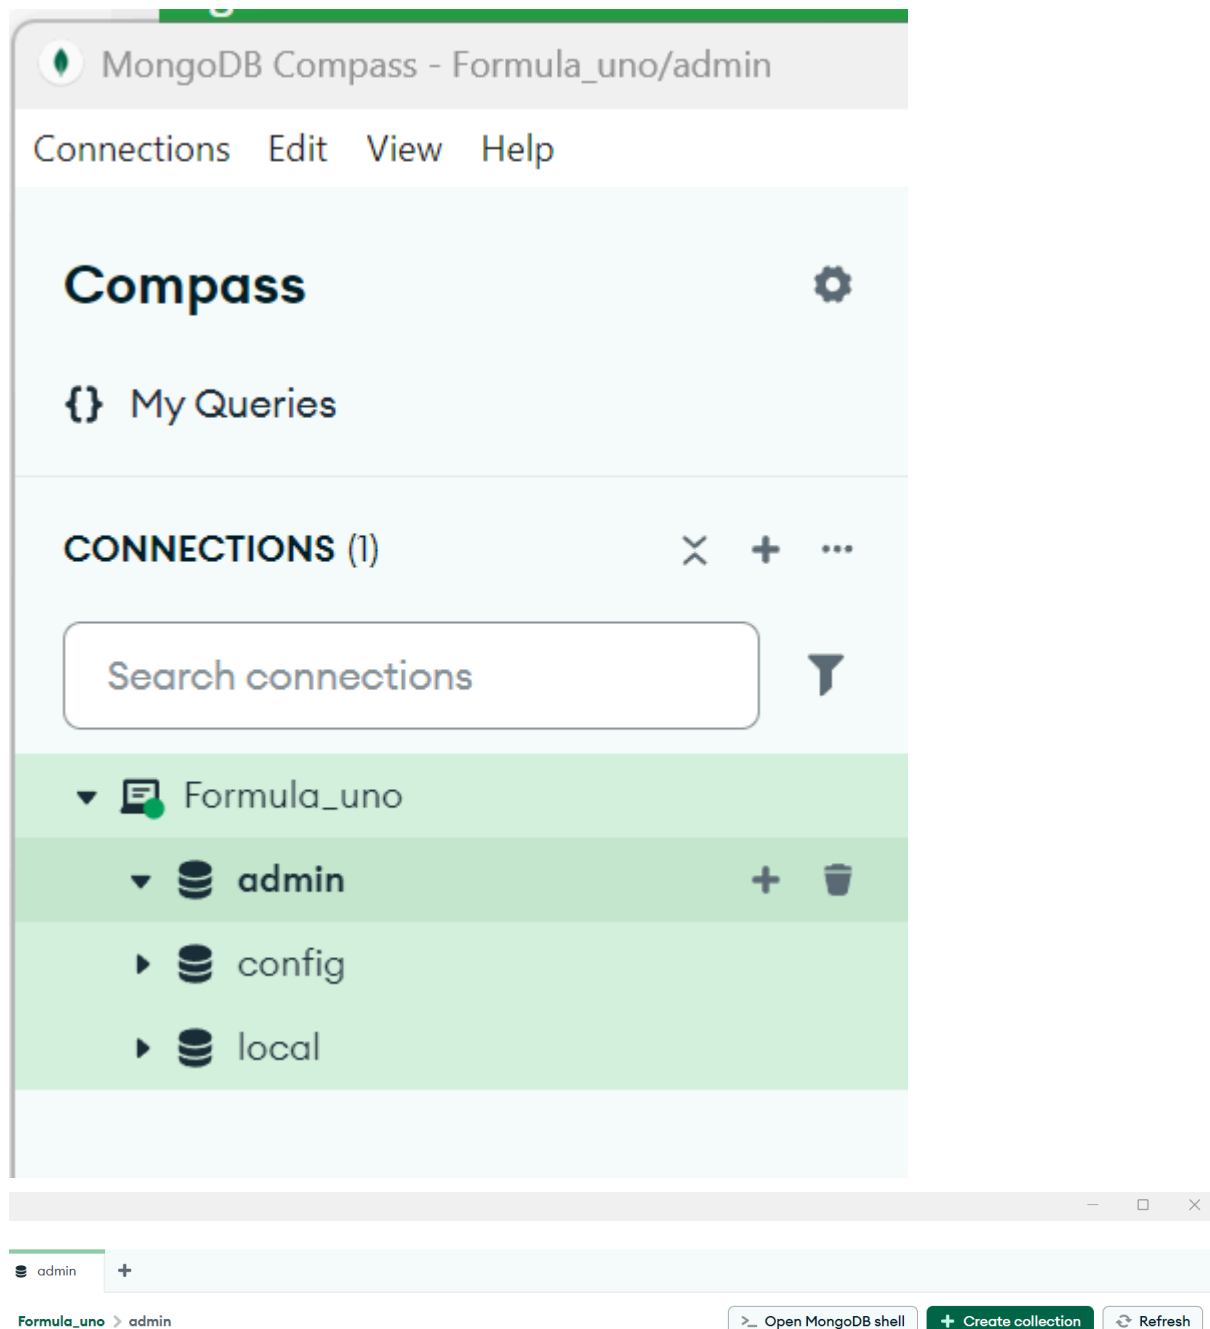 MongoDB Compass - Formula_uno/admin
Connections Edit View Help
Compass
{} My Queries
CONNECTIONS (1)
Search connections
Formula_uno
admin
config
local
admin
Formula_uno > admin >_ Open MongoDB shell + Create collection Refresh